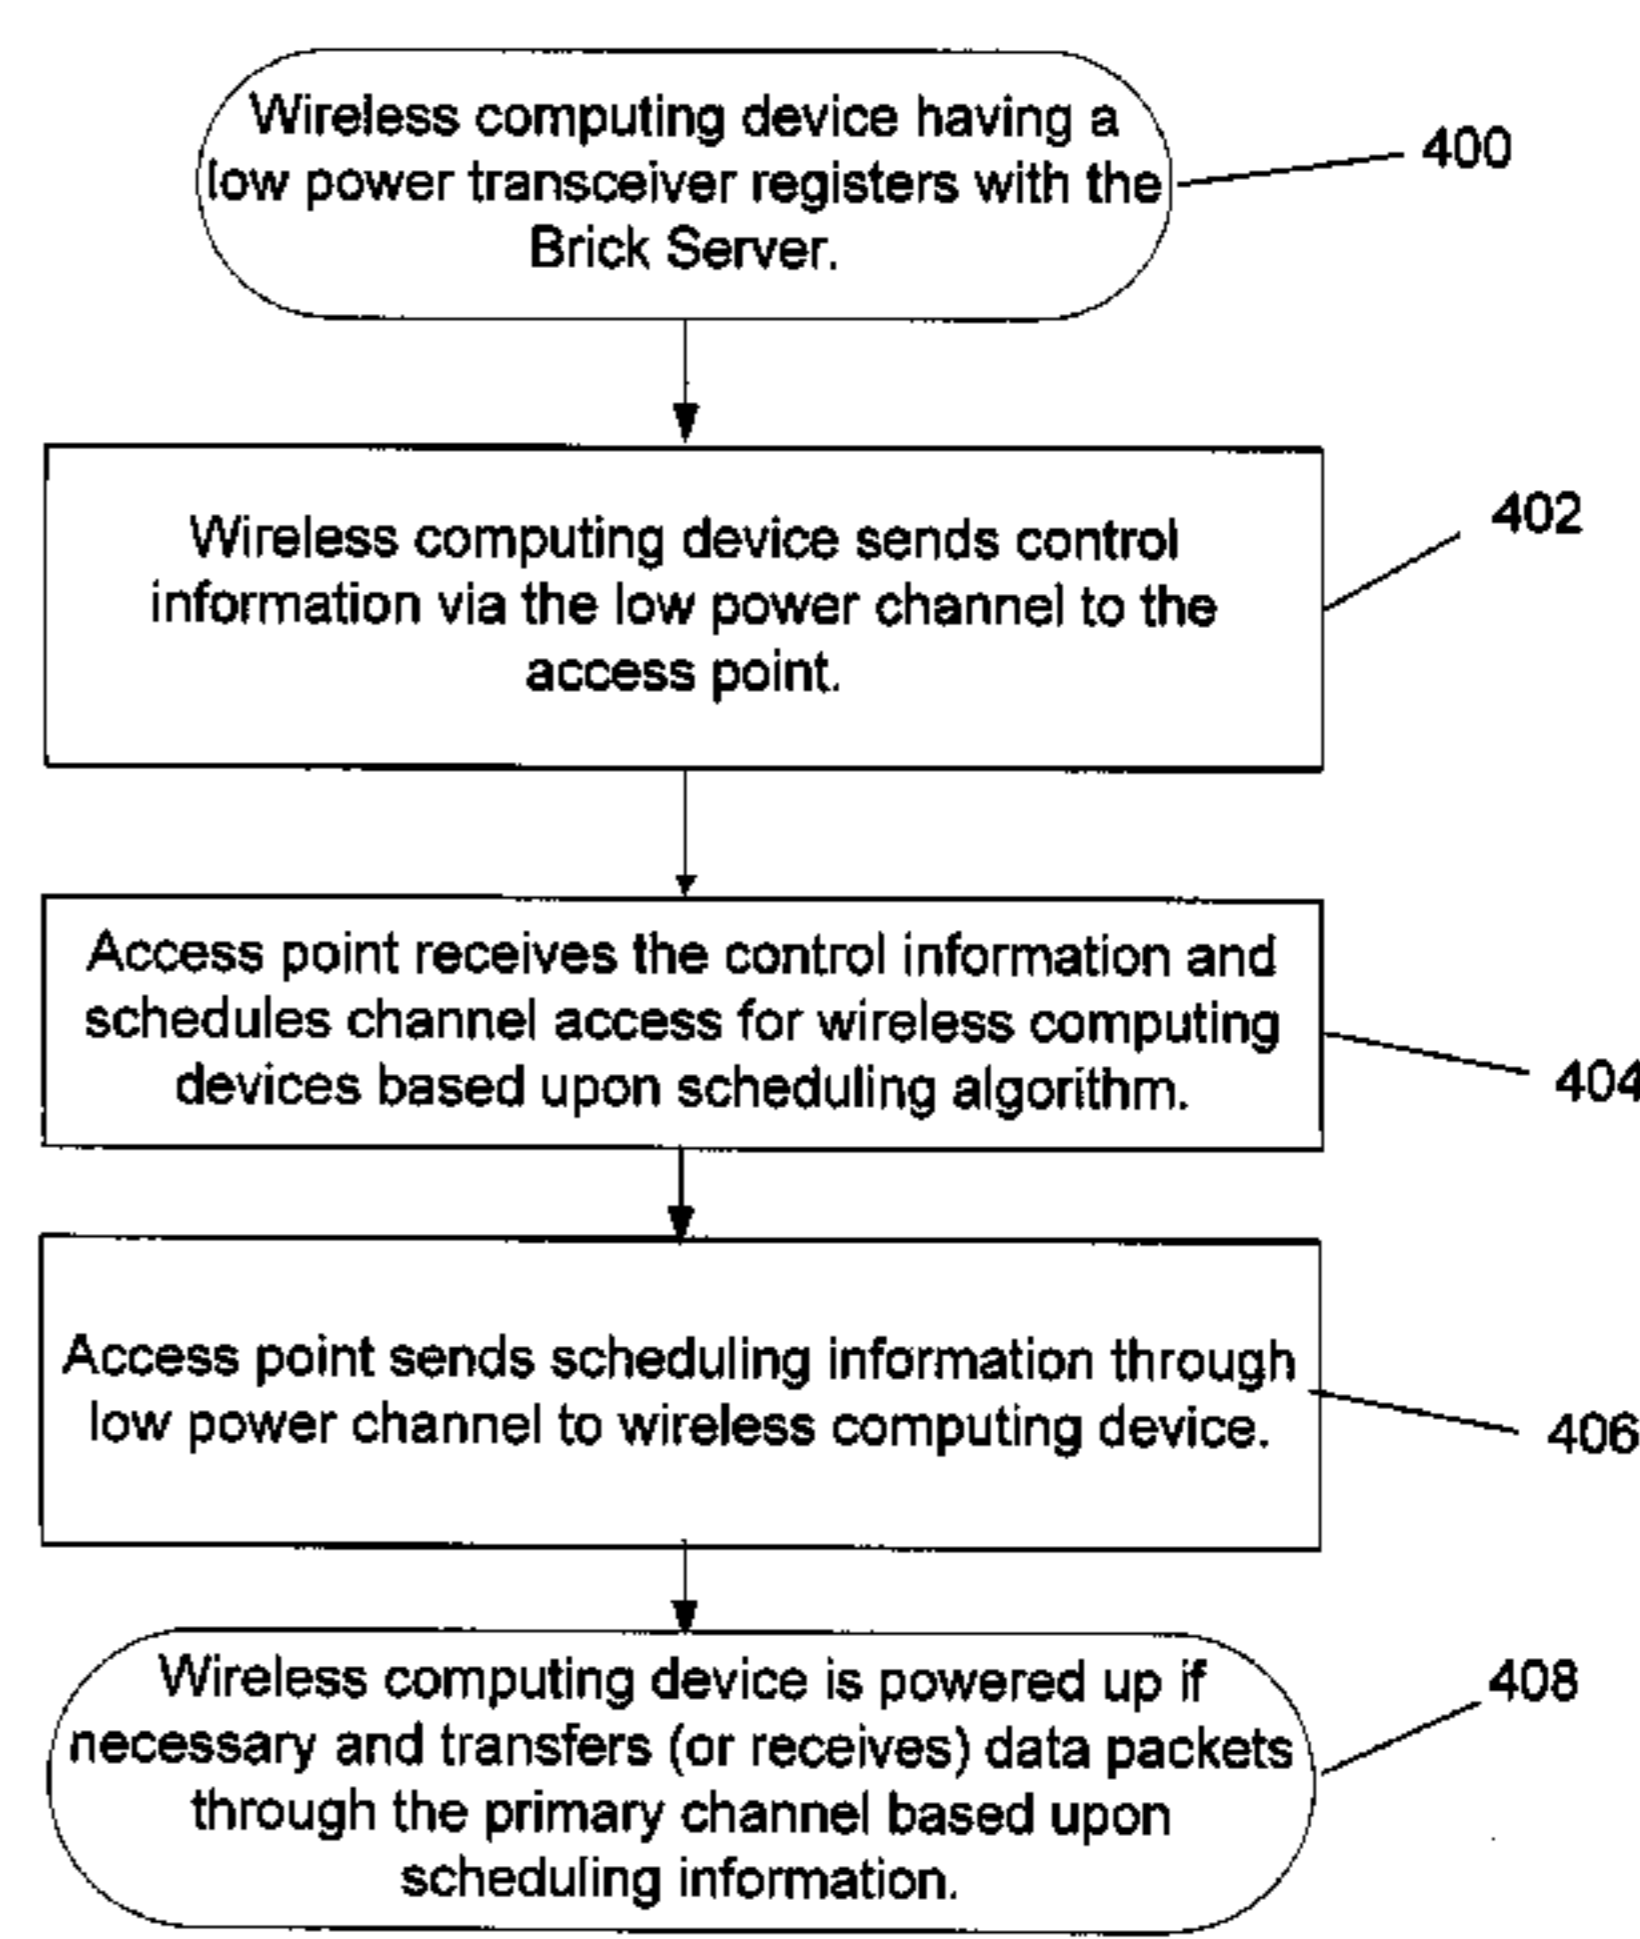 Wireless computing device having a
low power transceiver registers with the
Brick Server.
400
Wireless computing device sends control
information via the low power channel to the
access point.
402
Access point receives the control information and
schedules channel access for wireless computing
devices based upon scheduling algorithm.
404
Access point sends scheduling information through
low power channel to wireless computing device.
406
Wireless computing device is powered up if
necessary and transfers (or receives) data packets
through the primary channel based upon
scheduling information.
408